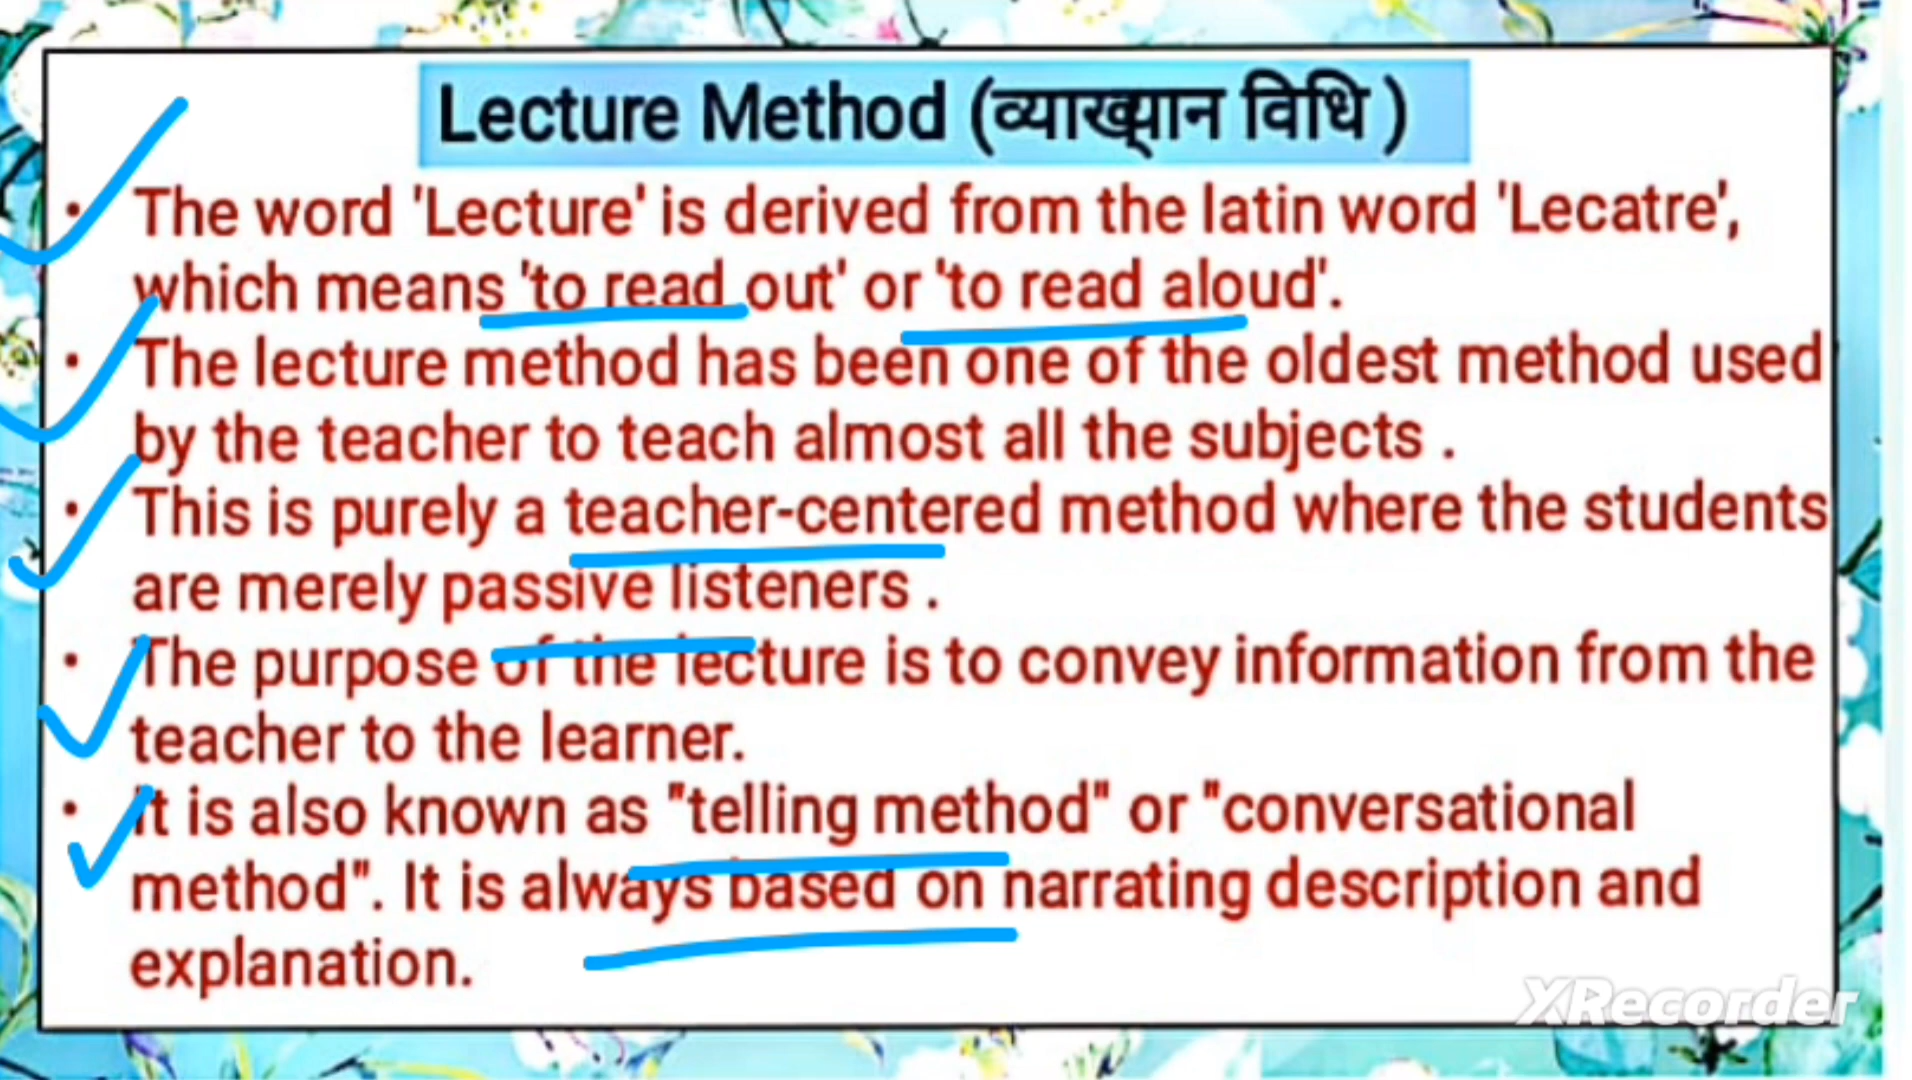 Lecture Method (व्याख्यान विधि )
• The word 'Lecture' is derived from the latin word 'Lecatre',
which means 'to read out' or 'to read aloud'.
• The lecture method has been one of the oldest method used
by the teacher to teach almost all the subjects .
• This is purely a teacher-centered method where the students
are merely passive listeners .
• The purpose of the lecture is to convey information from the
teacher to the learner.
• It is also known as "telling method" or "conversational
method". It is always based on narrating description and
explanation.
XRecorder